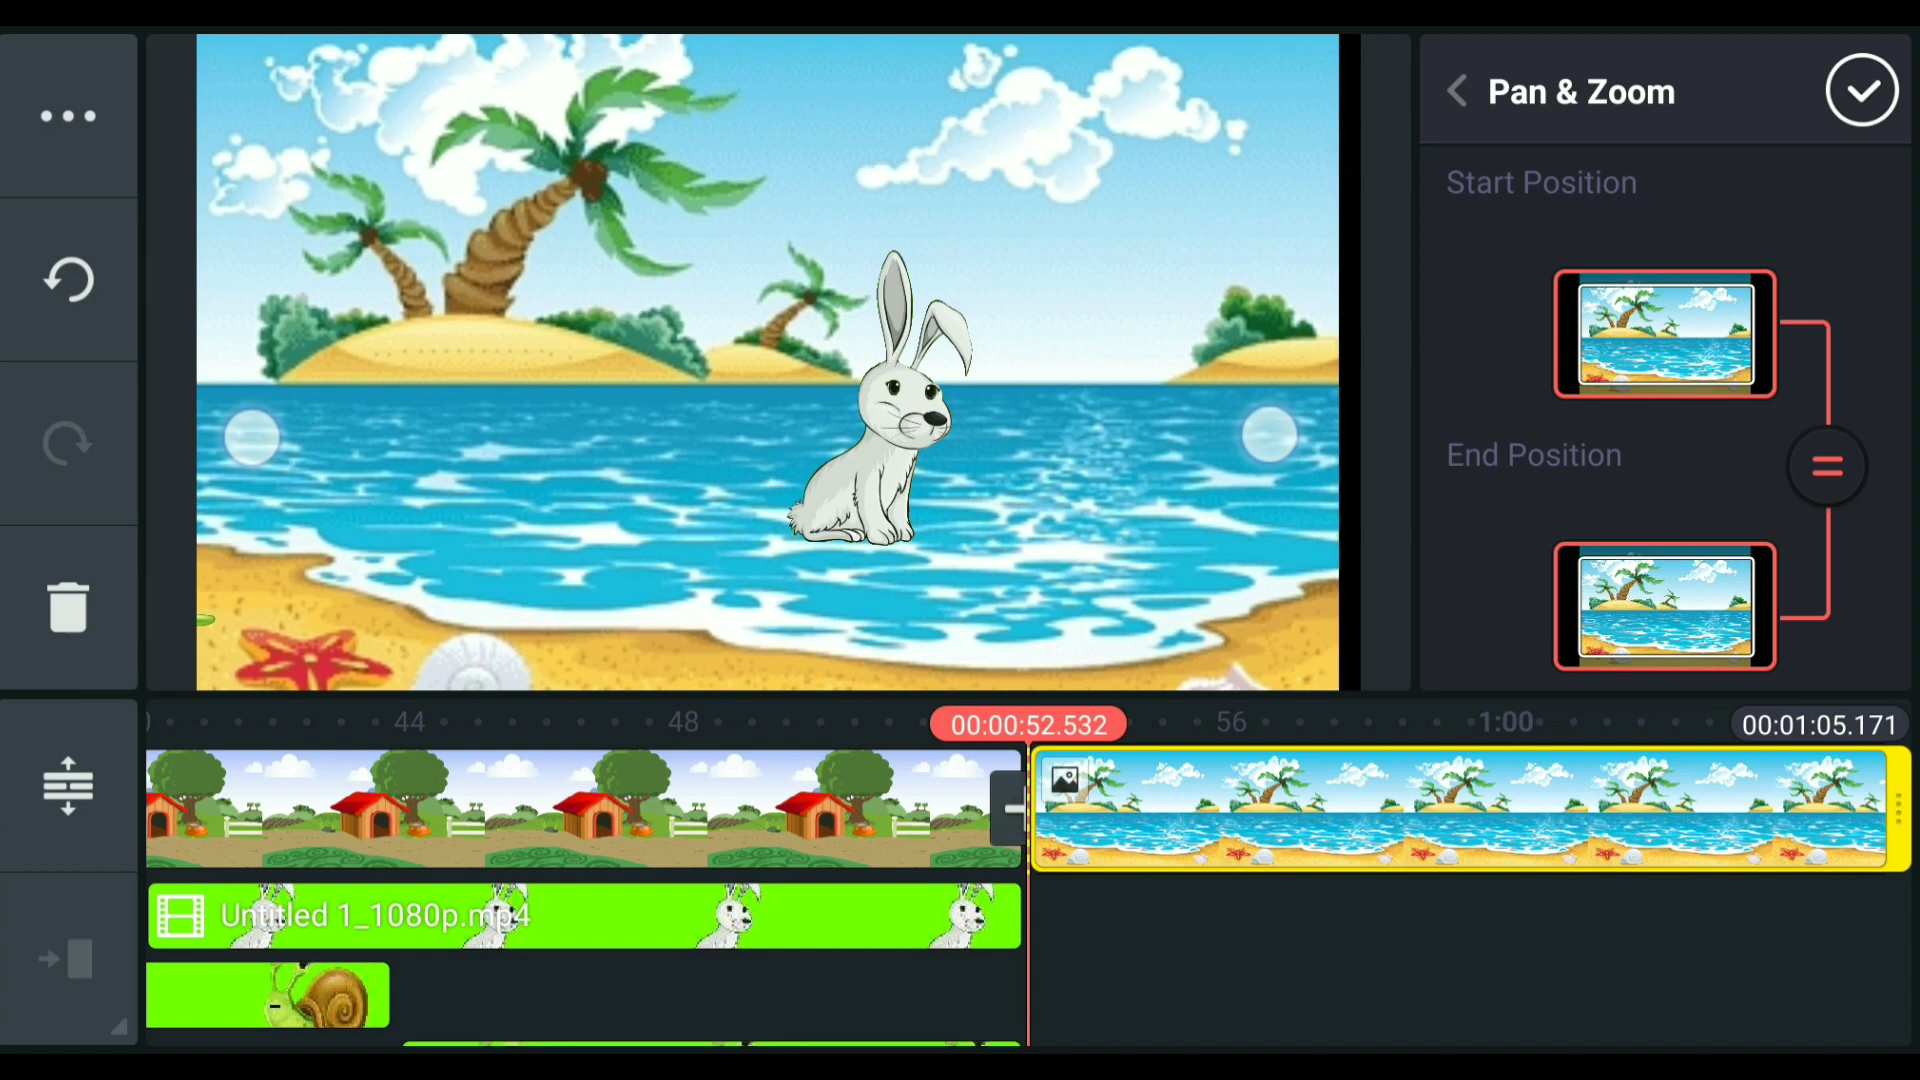 Pan & Zoom
Start Position
End Position
44
48
00:00:52.532
56
1:00
00:01:05.171
Untitled 1_1080p.mp4